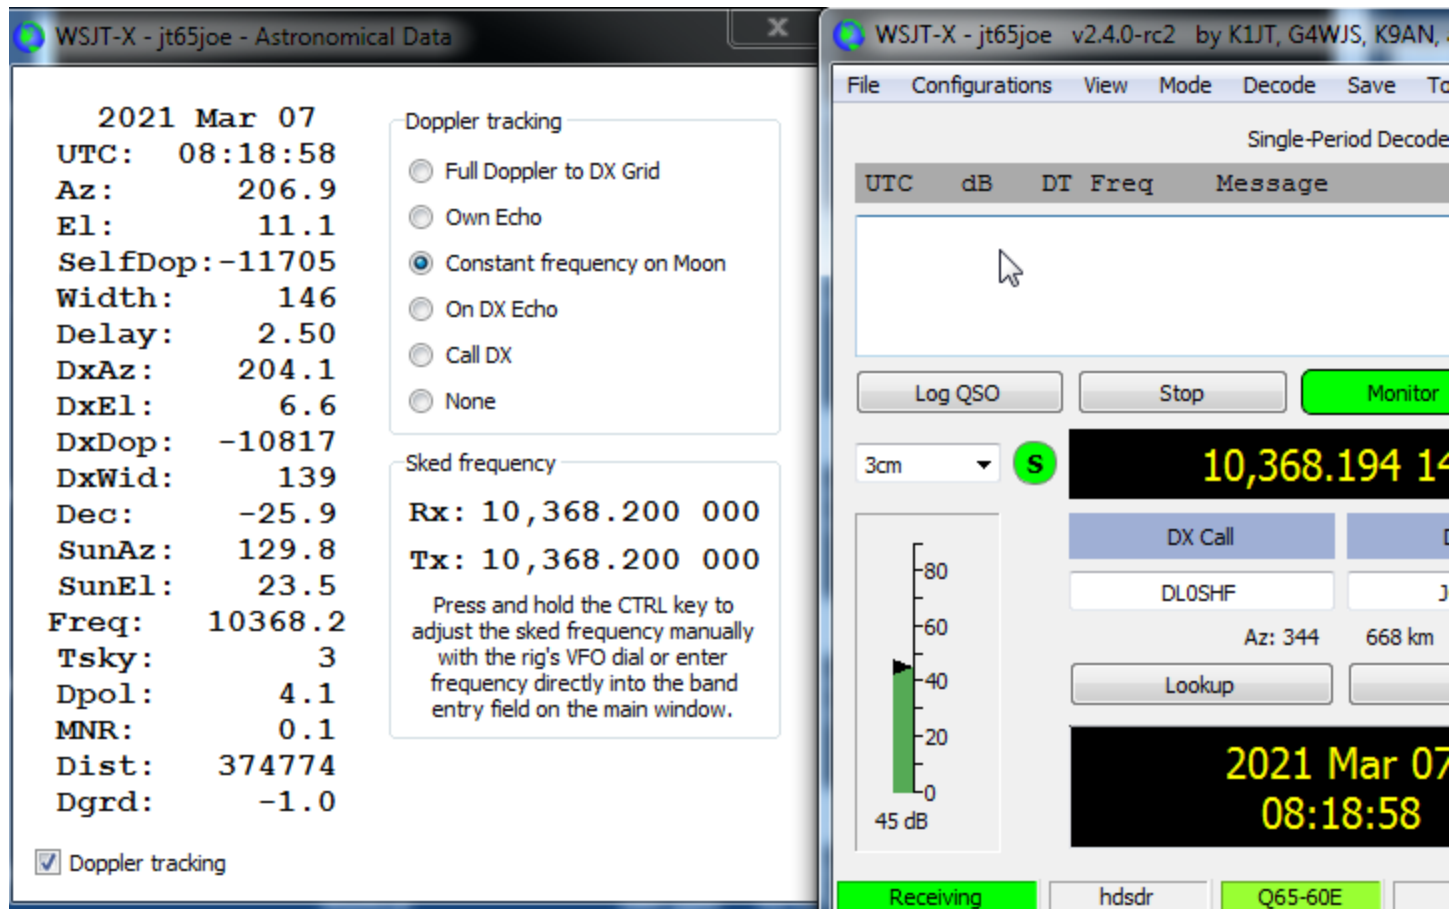 WSJT-X - jt65joe - Astronomical Data
2021 Mar 07
UTC: 08:18:58
Az: 206.9
El: 11.1
SelfDop:-11705
Width: 146
Delay: 2.50
DxAz: 204.1
DxEl: 6.6
DxDop: -10817
DxWid: 139
Dec: -25.9
SunAz: 129.8
SunEl: 23.5
Freq: 10368.2
Tsky: 3
Dpol: 4.1
MNR: 0.1
Dist: 374774
Dgrd: -1.0
Doppler tracking
Doppler tracking
Full Doppler to DX Grid
Own Echo
Constant frequency on Moon
On DX Echo
Call DX
None
Sked frequency
Rx: 10,368.200 000
Tx: 10,368.200 000
Press and hold the CTRL key to
adjust the sked frequency manually
with the rig's VFO dial or enter
frequency directly into the band
entry field on the main window.
WSJT-X - jt65joe v2.4.0-rc2 by K1JT, G4WJS, K9AN,
File Configurations View Mode Decode Save To
Single-Period Decode
UTC dB DT Freq Message
Log QSO Stop Monitor
3cm S 10,368.194 14
DX Call
80
60
40
20
0
45 dB
DL0SHF J
Az: 344 668 km
Lookup
2021 Mar 07
08:18:58
Receiving hdsdr Q65-60E